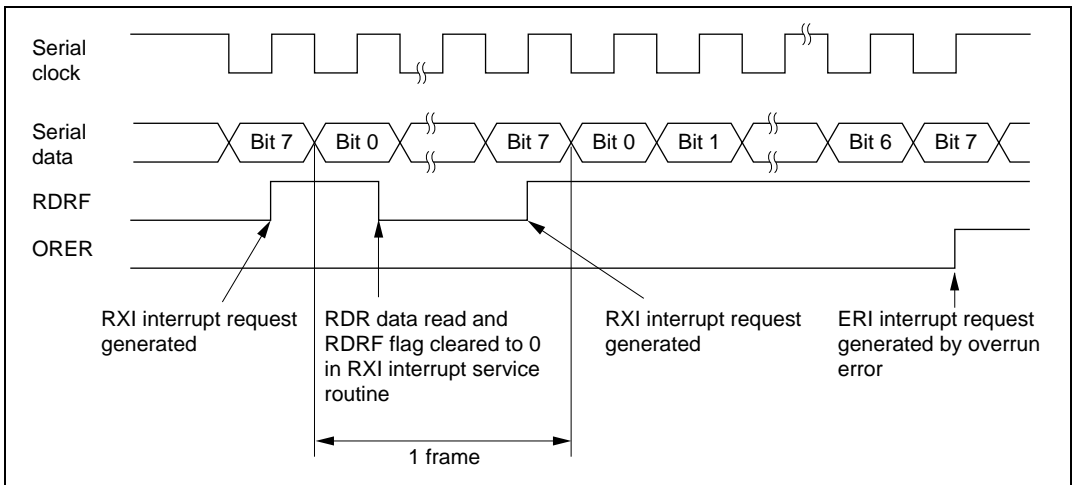 Serial
clock
Serial
data
Bit 7
Bit 0
Bit 7
Bit 0
Bit 1
Bit 6
Bit 7
RDRF
ORER
RXI interrupt request
generated
RDR data read and
RDRF flag cleared to 0
in RXI interrupt service
routine
RXI interrupt request
generated
ERI interrupt request
generated by overrun
error
1 frame